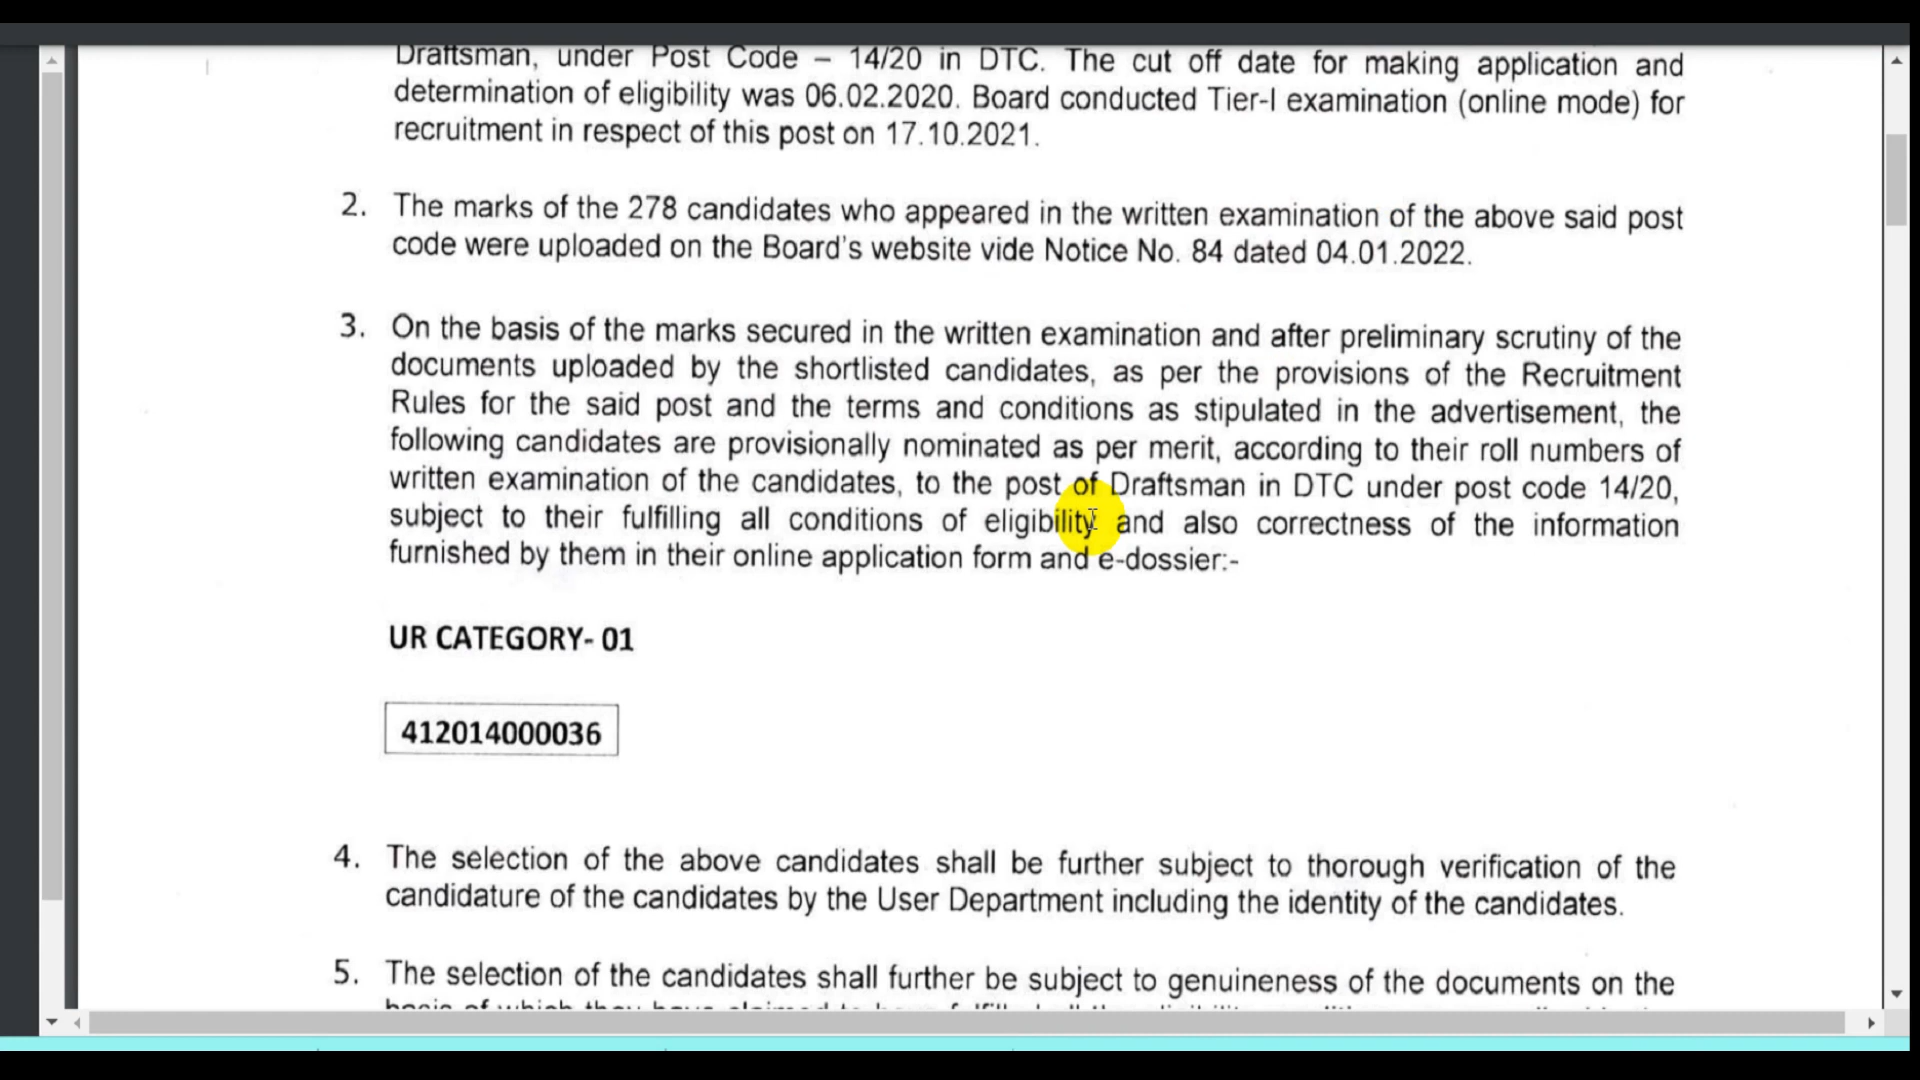 Draftsman, under Post Code – 14/20 in DTC. The cut off date for making application and
determination of eligibility was 06.02.2020. Board conducted Tier-I examination (online mode) for
recruitment in respect of this post on 17.10.2021.
2. The marks of the 278 candidates who appeared in the written examination of the above said post
code were uploaded on the Board's website vide Notice No. 84 dated 04.01.2022.
3. On the basis of the marks secured in the written examination and after preliminary scrutiny of the
documents uploaded by the shortlisted candidates, as per the provisions of the Recruitment
Rules for the said post and the terms and conditions as stipulated in the advertisement, the
following candidates are provisionally nominated as per merit, according to their roll numbers of
written examination of the candidates, to the post of Draftsman in DTC under post code 14/20,
subject to their fulfilling all conditions of eligibility and also correctness of the information
furnished by them in their online application form and e-dossier:-
UR CATEGORY- 01
412014000036
4. The selection of the above candidates shall be further subject to thorough verification of the
candidature of the candidates by the User Department including the identity of the candidates.
5. The selection of the candidates shall further be subject to genuineness of the documents on the
basis of which they have claimed to have